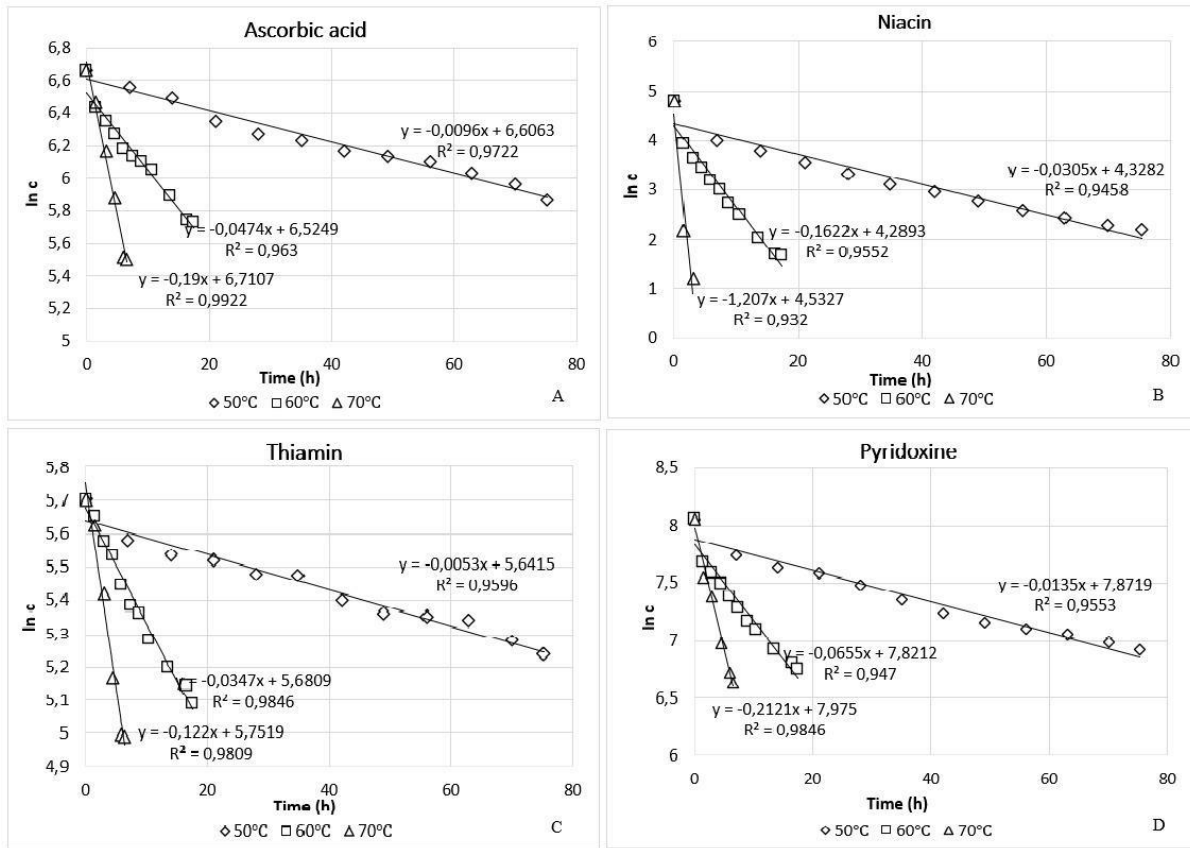 Ascorbic acid
6,8
6,6
6,4
6,2
6
5,8
5,6
5,4
5,2
5
ln c
y = -0,0096x + 6,6063
R² = 0,9722
y = -0,0474x + 6,5249
R² = 0,963
y = -0,19x + 6,7107
R² = 0,9922
0 20 40 60 80
Time (h)
A
50°C 60°C 70°C
Niacin
6
5
4
3
2
1
0
ln c
y = -0,0305x + 4,3282
R² = 0,9458
y = -0,1622x + 4,2893
R² = 0,9552
y = -1,207x + 4,5327
R² = 0,932
0 20 40 60 80
Time (h)
B
50°C 60°C 70°C
Thiamin
5,8
5,7
5,6
5,5
5,4
5,3
5,2
5,1
5
4,9
ln c
y = -0,0053x + 5,6415
R² = 0,9596
y = -0,0347x + 5,6809
R² = 0,9846
y = -0,122x + 5,7519
R² = 0,9809
0 20 40 60 80
Time (h)
C
50°C 60°C 70°C
Pyridoxine
8,5
8
7,5
7
6,5
6
ln c
y = -0,0135x + 7,8719
R² = 0,9553
y = -0,0655x + 7,8212
R² = 0,947
y = -0,2121x + 7,975
R² = 0,9846
0 20 40 60 80
Time (h)
D
50°C 60°C 70°C